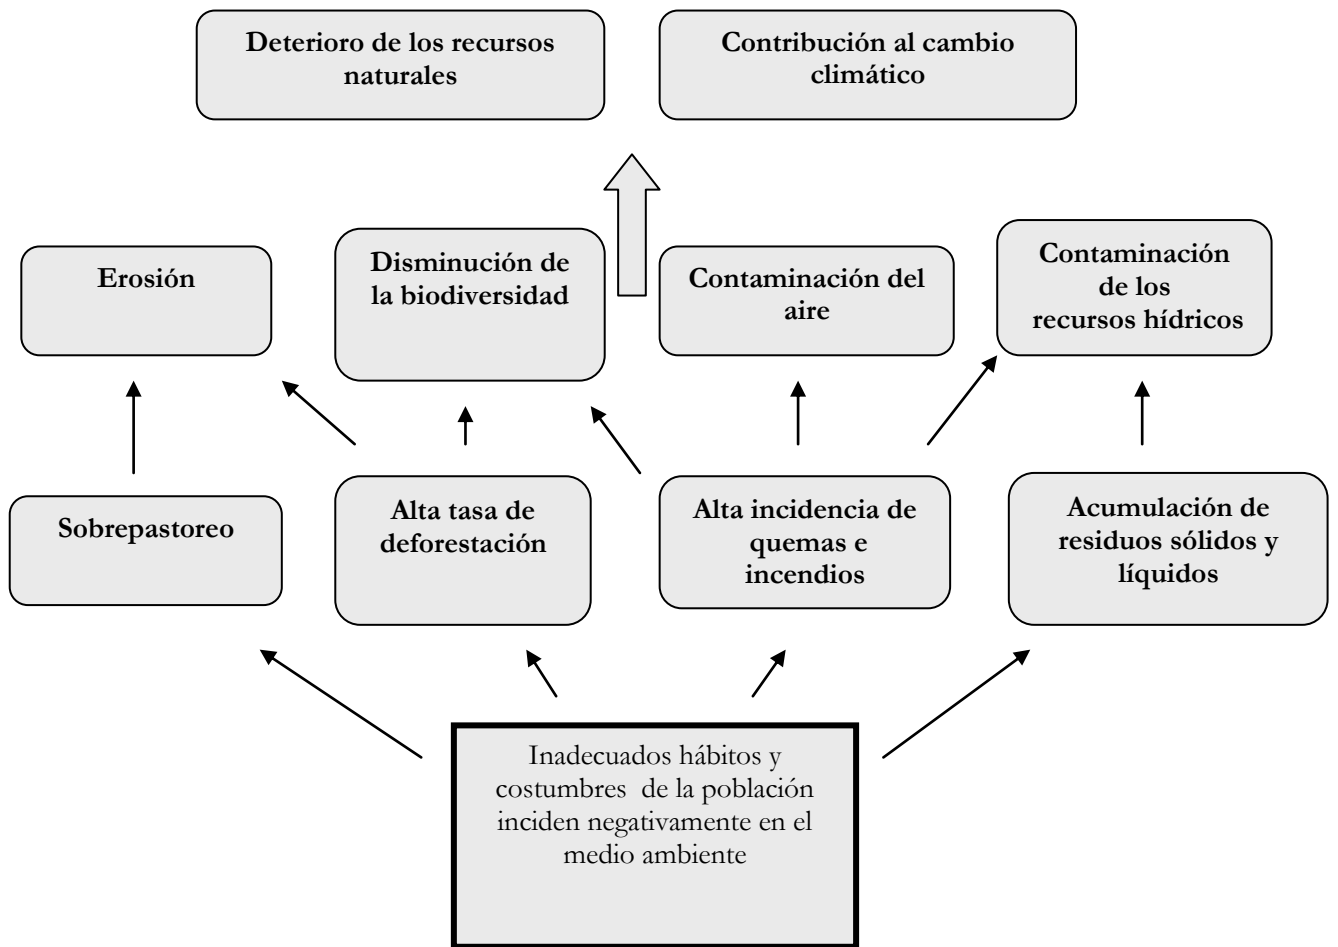 Deterioro de los recursos
naturales
Contribución al cambio
climático
Erosión
Disminución de
la biodiversidad
Contaminación del
aire
Contaminación
de los
recursos hídricos
Sobrepastoreo
Alta tasa de
deforestación
Alta incidencia de
quemas e
incendios
Acumulación de
residuos sólidos y
líquidos
Inadecuados hábitos y
costumbres de la población
inciden negativamente en el
medio ambiente